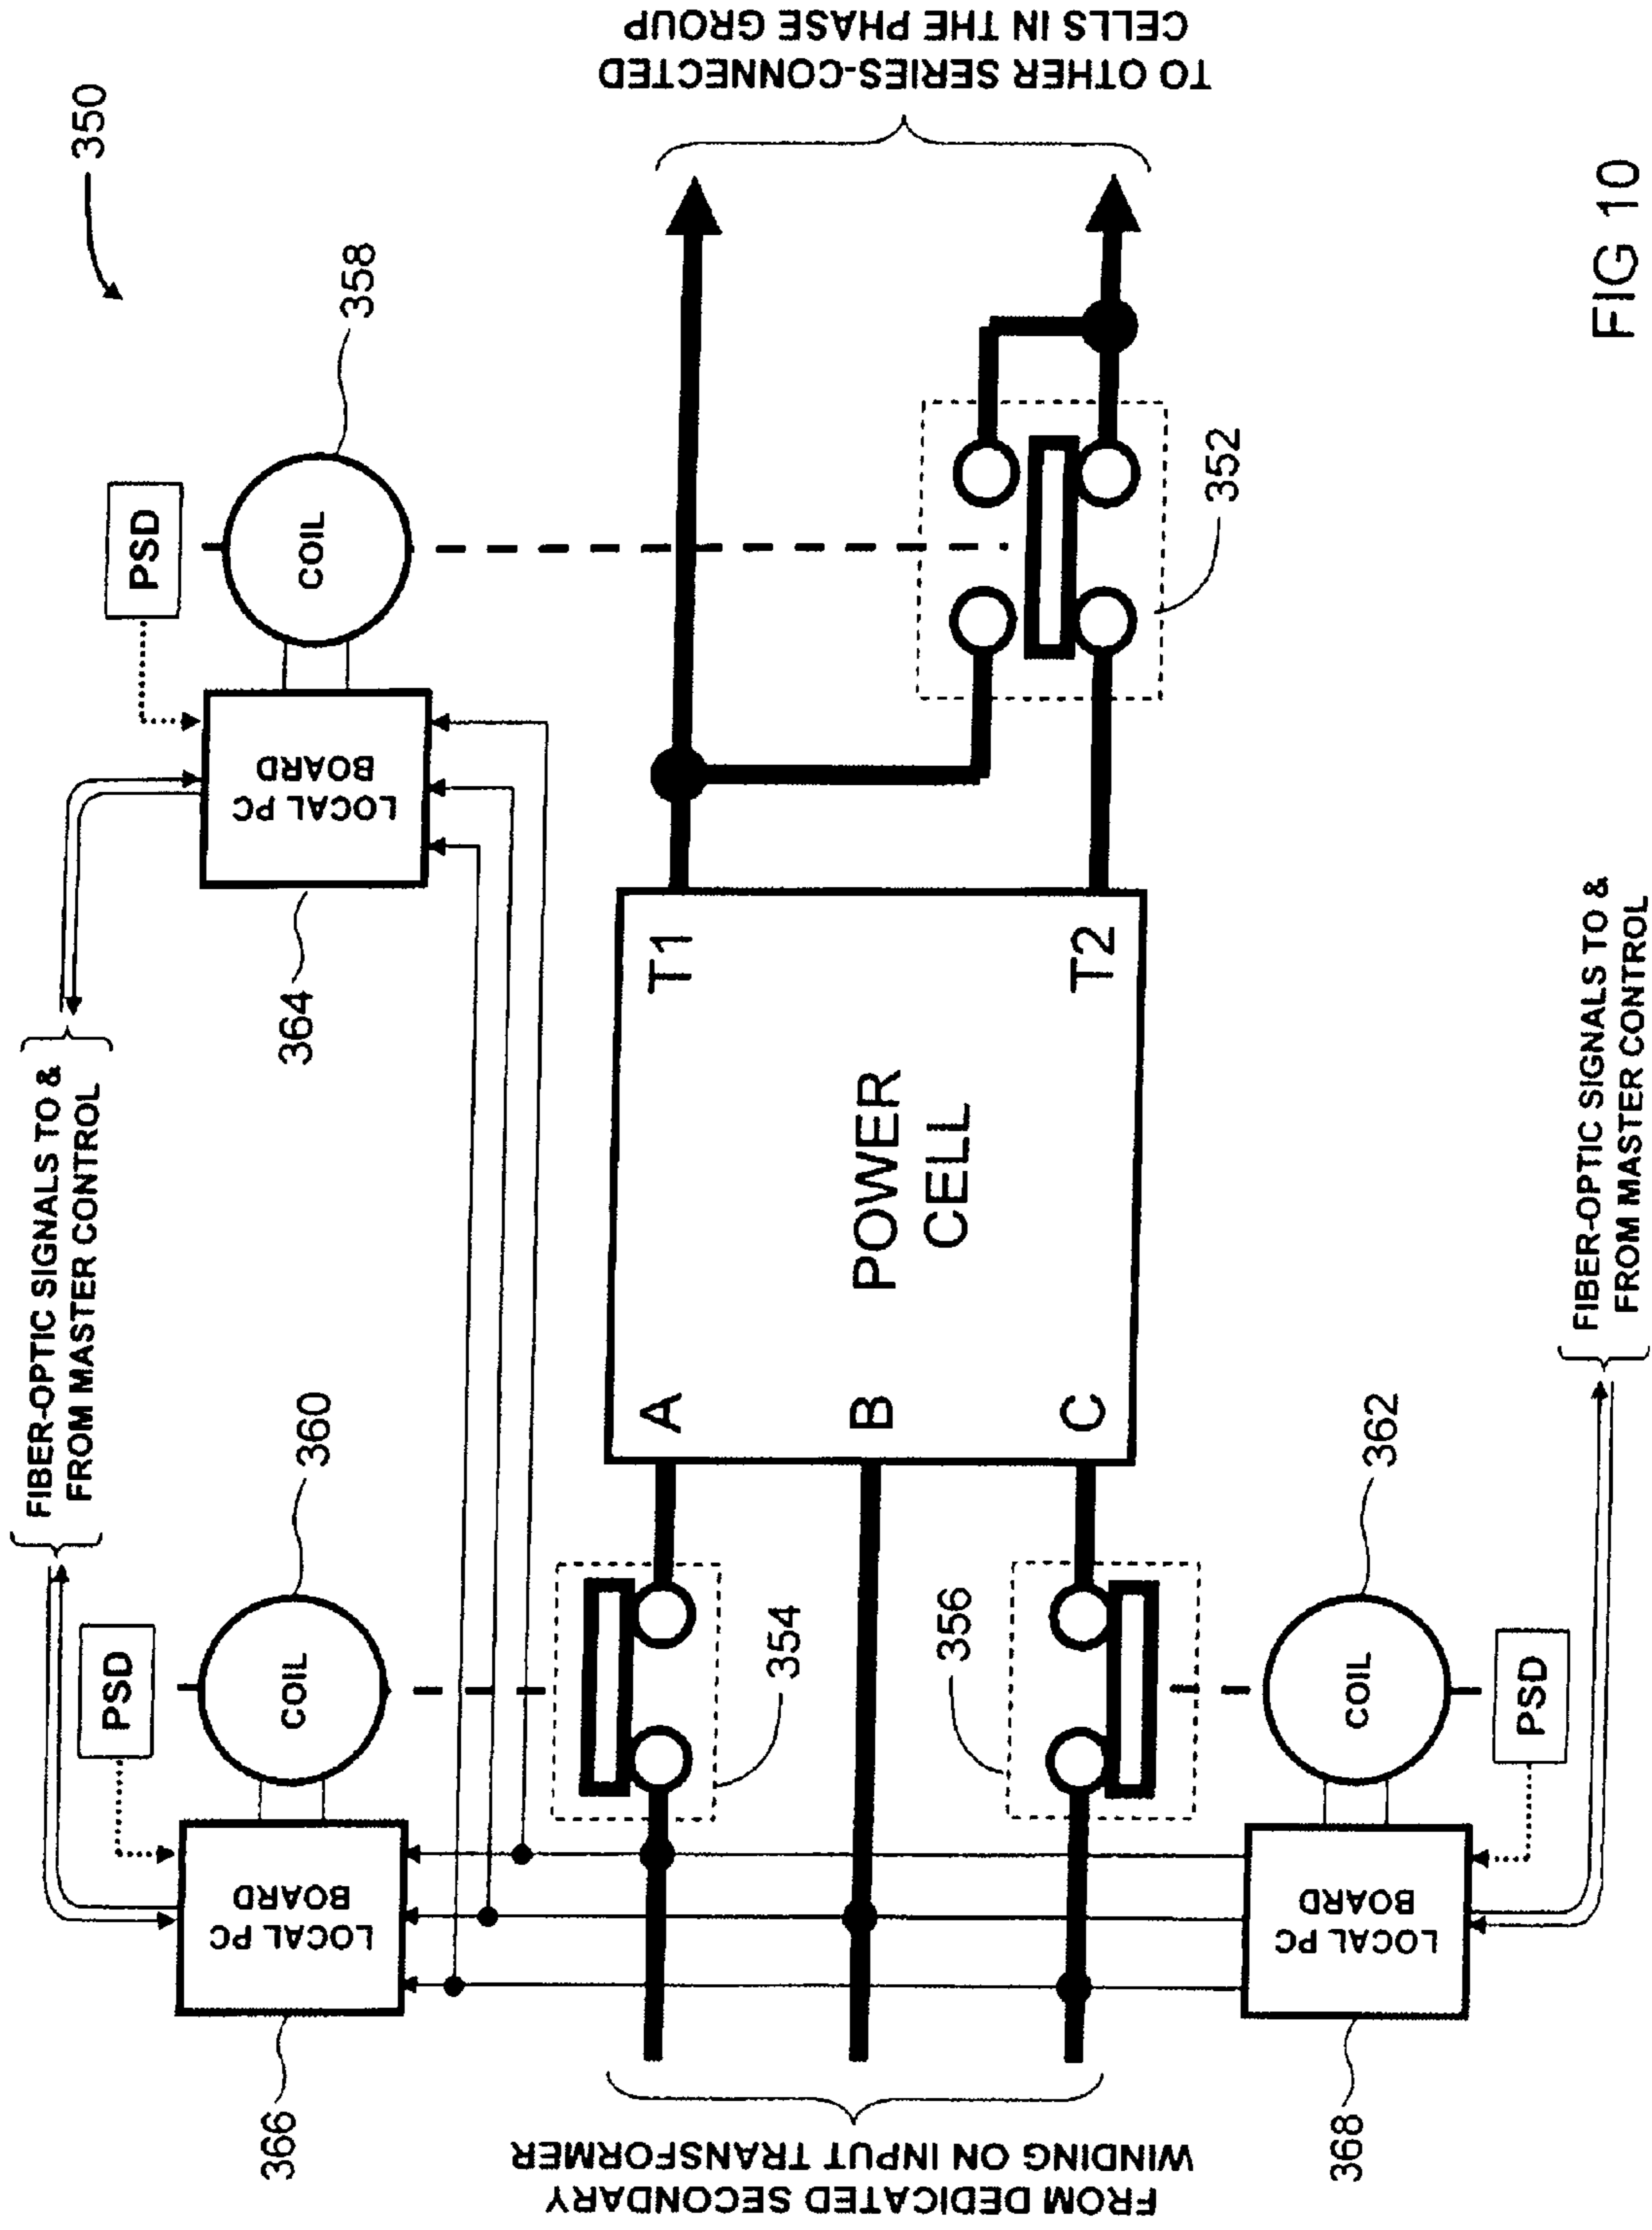 350
FIBER-OPTIC SIGNALS TO &
FROM MASTER CONTROL
PSD
COIL
360
LOCAL PC
BOARD
366
PSD
COIL
358
LOCAL PC
BOARD
364
FROM DEDICATED SECONDARY
WINDING ON INPUT TRANSFORMER
354
356
A
B
C
POWER
CELL
T1
T2
352
TO OTHER SERIES-CONNECTED
CELLS IN THE PHASE GROUP
LOCAL PC
BOARD
368
COIL
362
PSD
FIBER-OPTIC SIGNALS TO &
FROM MASTER CONTROL
FIG 10